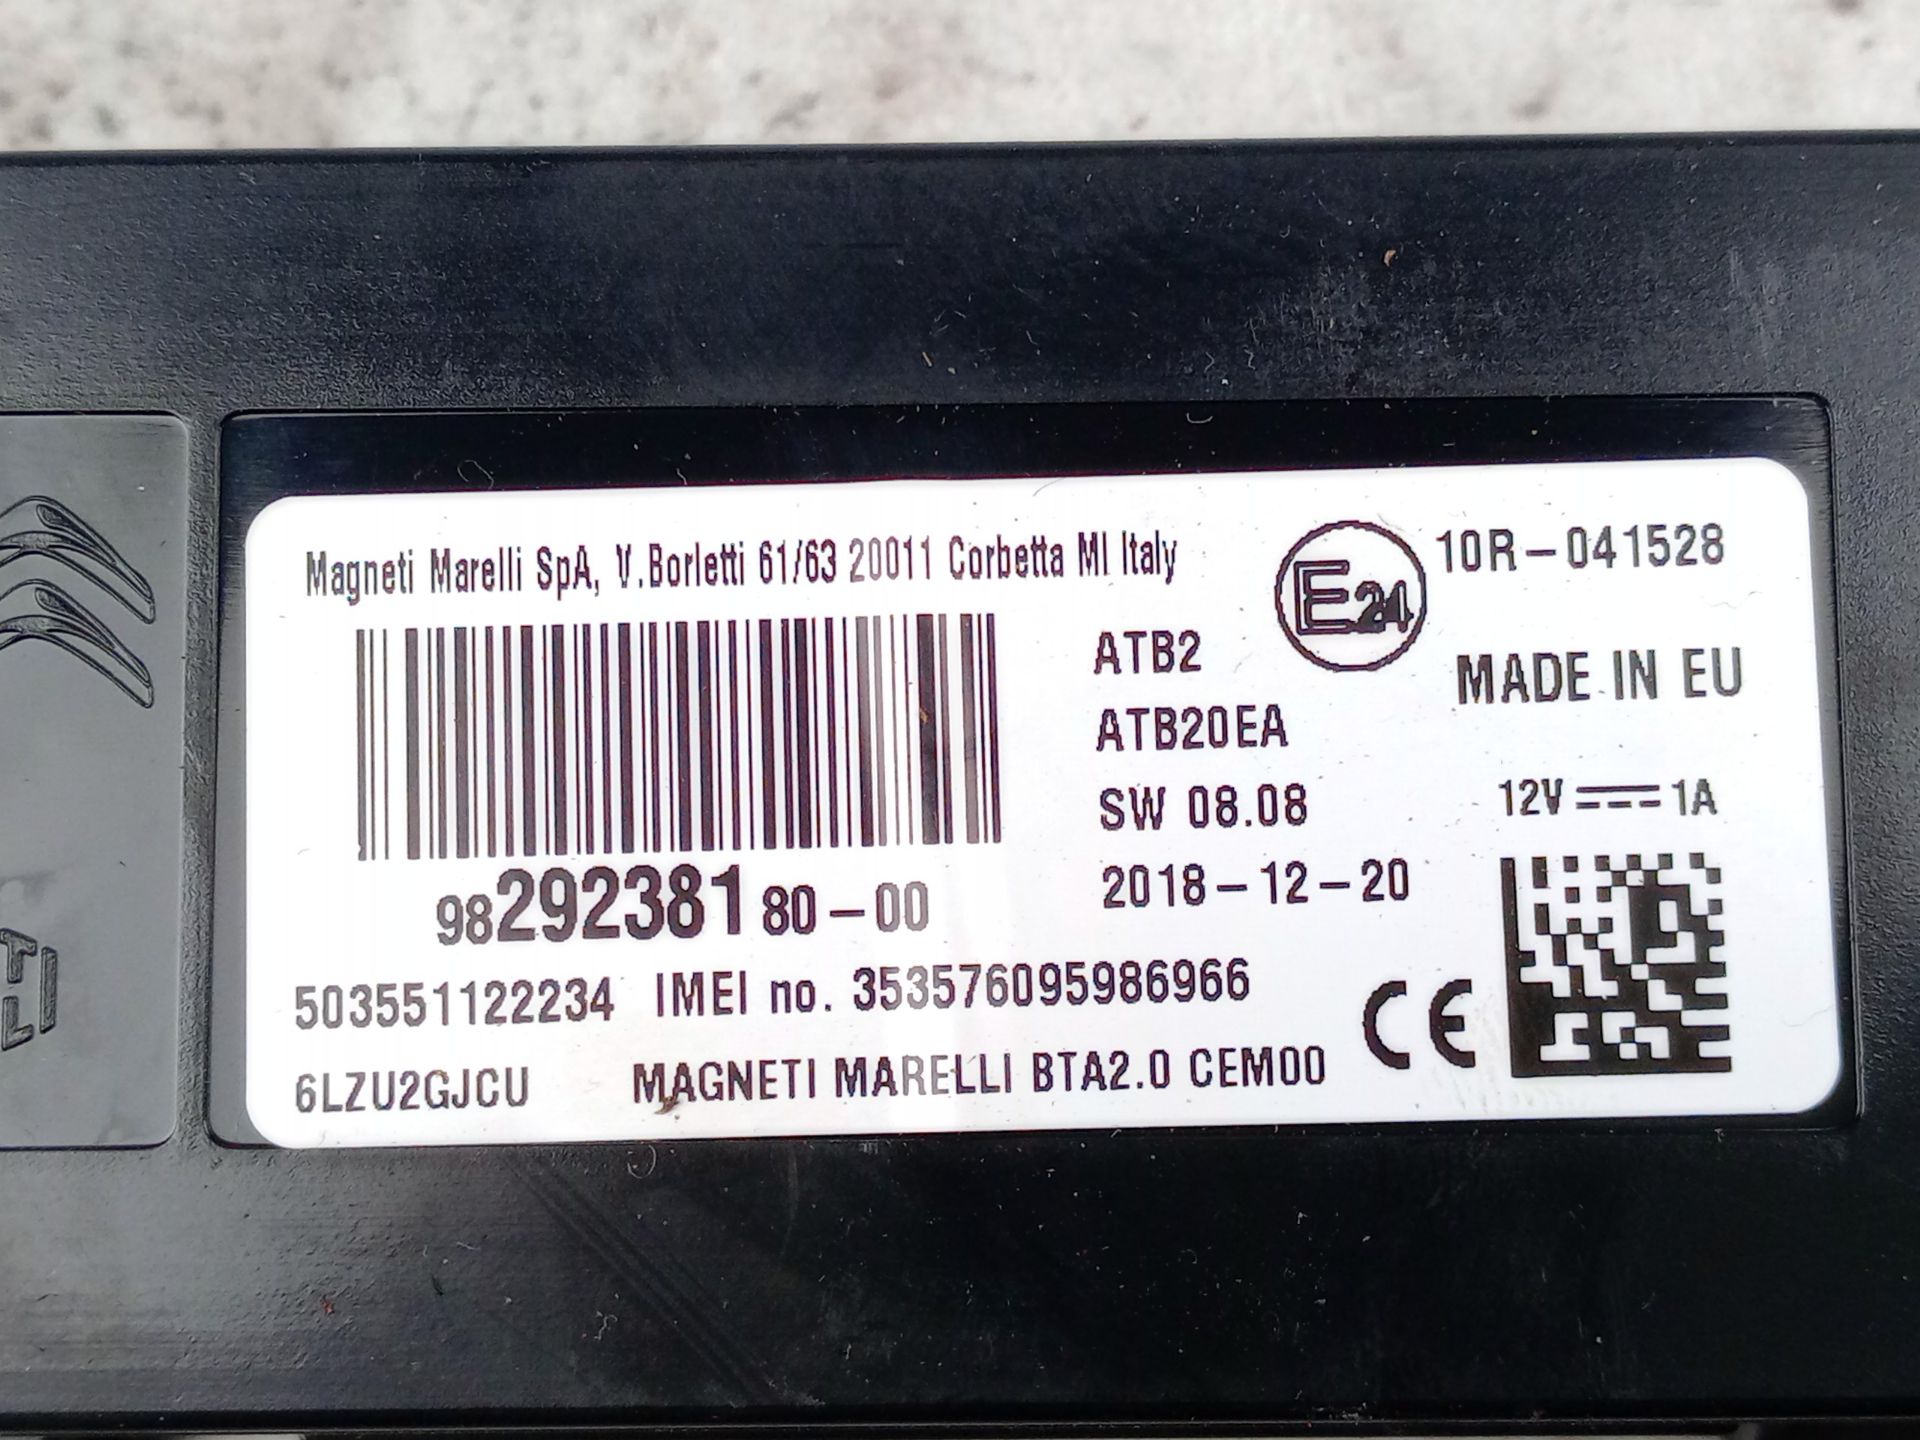 Magneti Marelli SpA, V.Borletti 61/63 20011 Corbetta MI Italy
E24
10R-041528
ATB2
MADE IN EU
ATB20EA
SW 08.08
12V 1A
9829238180-00
2018-12-20
503551122234 IMEI no. 353576095986966
CE
6LZU2GJCU MAGNETI MARELLI BTA2.0 CEM00
TI
LI